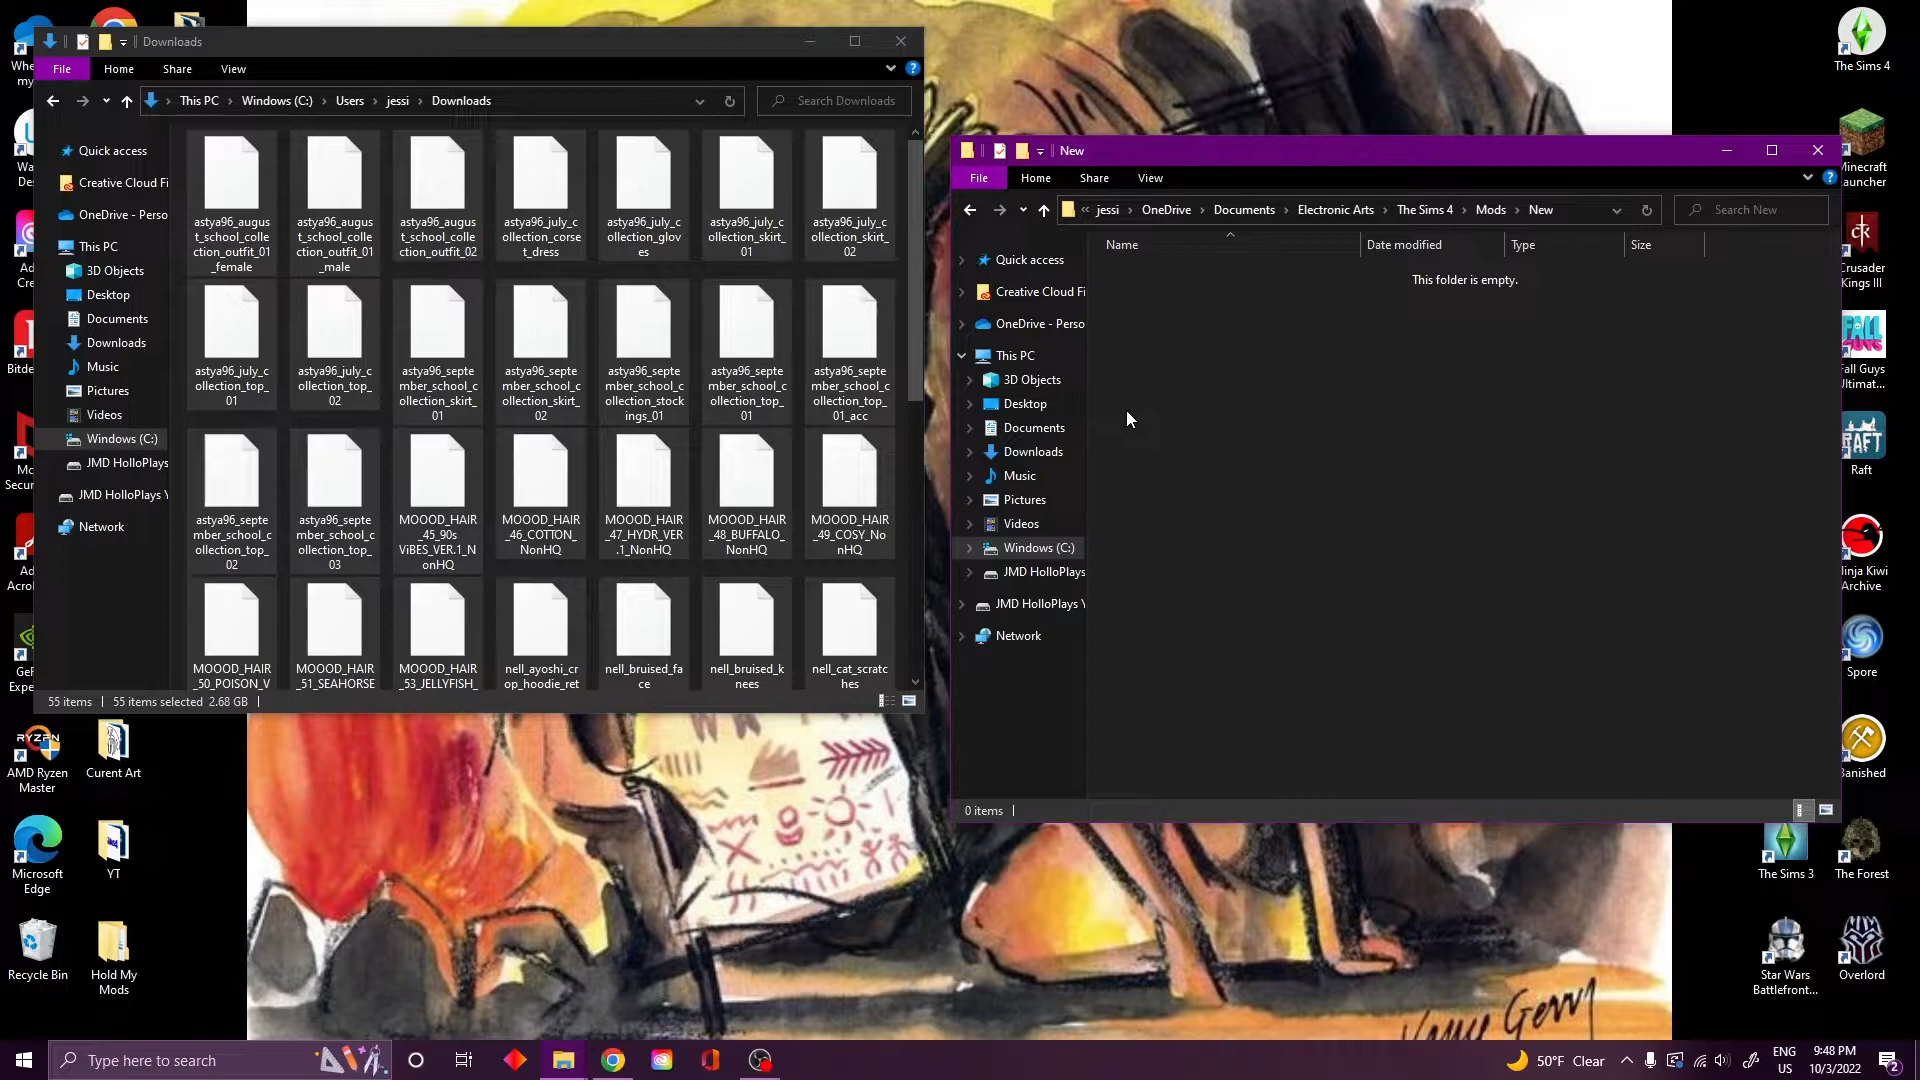 Downloads
File
Home
Share
View
This PC
Windows (C:)
Users
jessi
Downloads
Search Downloads
Quick access
Creative Cloud Fi
OneDrive - Perso
This PC
3D Objects
Desktop
Documents
Downloads
Music
Pictures
Videos
Windows (C:)
JMD HolloPlays
JMD HolloPlays Y
Network
astya96_augus
t_school_colle
ction_outfit_01
_female
astya96_augus
t_school_colle
ction_outfit_01
_male
astya96_augus
t_school_colle
ction_outfit_02
astya96_july_c
ollection_corse
t_dress
astya96_july_c
ollection_glov
es
astya96_july_c
ollection_skirt_
01
astya96_july_c
ollection_skirt_
02
astya96_july_c
ollection_top_
01
astya96_july_c
ollection_top_
02
astya96_septe
mber_school_c
ollection_skirt_
01
astya96_septe
mber_school_c
ollection_skirt_
02
astya96_septe
mber_school_c
ollection_stock
ings_01
astya96_septe
mber_school_c
ollection_top_
01
astya96_septe
mber_school_c
ollection_top_
01_acc
astya96_septe
mber_school_c
ollection_top_
02
astya96_septe
mber_school_c
ollection_top_
03
MOOOD_HAIR
_45_90s
ViBES_VER.1_N
onHQ
MOOOD_HAIR
_46_COTTON_
NonHQ
MOOOD_HAIR
_47_HYDR_VER
.1_NonHQ
MOOOD_HAIR
_48_BUFFALO_
NonHQ
MOOOD_HAIR
_49_COSY_No
nHQ
MOOOD_HAIR
_50_POISON_V
MOOOD_HAIR
_51_SEAHORSE
MOOOD_HAIR
_53_JELLYFISH_
nell_ayoshi_cr
op_hoodie_ret
nell_bruised_fa
ce
nell_bruised_k
nees
nell_cat_scratc
hes
55 items
55 items selected 2.68 GB
New
File
Home
Share
View
jessi
OneDrive
Documents
Electronic Arts
The Sims 4
Mods
New
Search New
Name
Date modified
Type
Size
This folder is empty.
Quick access
Creative Cloud Fi
OneDrive - Perso
This PC
3D Objects
Desktop
Documents
Downloads
Music
Pictures
Videos
Windows (C:)
JMD HolloPlays
JMD HolloPlays Y
Network
0 items
AMD Ryzen
Master
Curent Art
Microsoft
Edge
YT
Recycle Bin
Hold My
Mods
RYZEN
The Sims 4
Minecraft
Launcher
Crusader
Kings III
FALL
GUYS
Fall Guys
Ultimat...
RAFT
Raft
Ninja Kiwi
Archive
Spore
Banished
The Sims 3
The Forest
Star Wars
Battlefront...
Overlord
Type here to search
50°F Clear
ENG
US
9:48 PM
10/3/2022
2